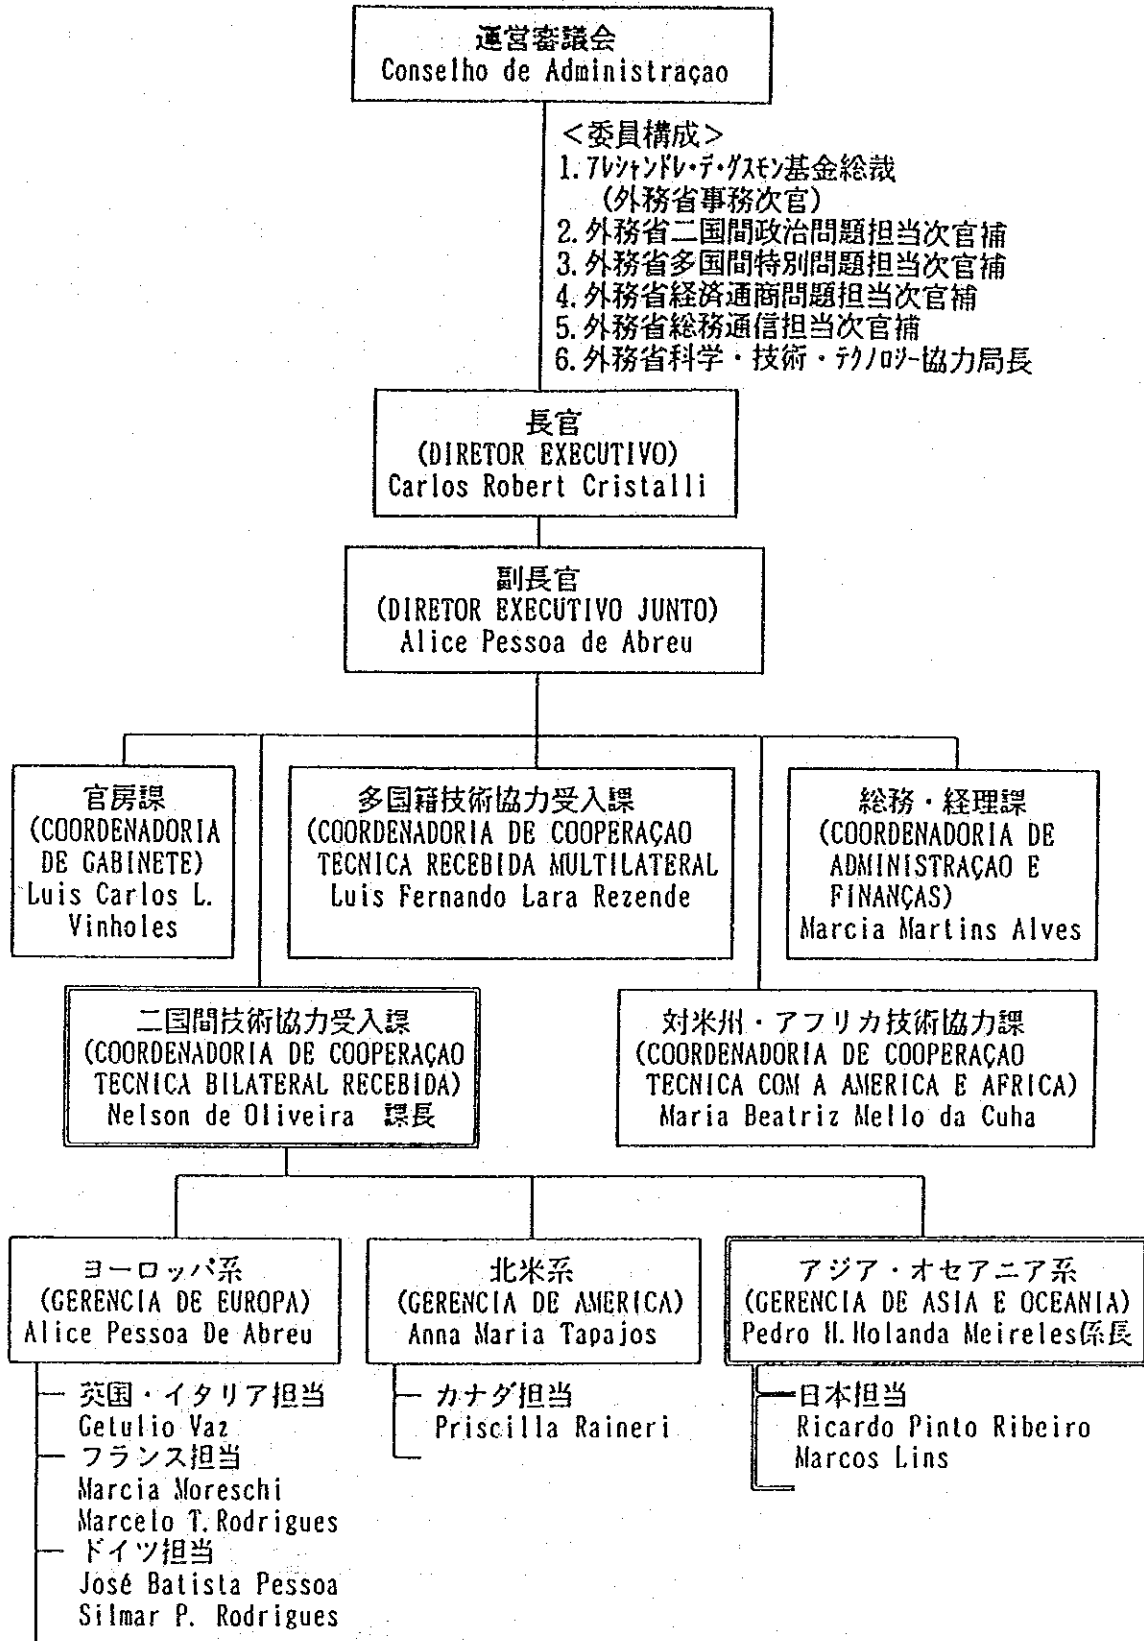 運営審議会
Conselho de Administraçao
＜委員構成＞
1. ｱﾚｼｬﾝﾄﾞﾚ･ﾃﾞ･ｸﾞｽﾓﾝ基金総裁
(外務省事務次官)
2. 外務省二国間政治問題担当次官補
3. 外務省多国間特別問題担当次官補
4. 外務省経済通商問題担当次官補
5. 外務省総務通信担当次官補
6. 外務省科学・技術・ﾃｸﾉﾛｼﾞｰ協力局長
長官
(DIRETOR EXECUTIVO)
Carlos Robert Cristalli
副長官
(DIRETOR EXECUTIVO JUNTO)
Alice Pessoa de Abreu
官房課
(COORDENADORIA
DE GABINETE)
Luis Carlos L.
Vinholes
多国籍技術協力受入課
(COORDENADORIA DE COOPERAÇAO
TECNICA RECEBIDA MULTILATERAL
Luis Fernando Lara Rezende
総務・経理課
(COORDENADORIA DE
ADMINISTRAÇAO E
FINANÇAS)
Marcia Martins Alves
二国間技術協力受入課
(COORDENADORIA DE COOPERAÇAO
TECNICA BILATERAL RECEBIDA)
Nelson de Oliveira 課長
対米州・アフリカ技術協力課
(COORDENADORIA DE COOPERAÇAO
TECNICA COM A AMERICA E AFRICA)
Maria Beatriz Mello da Cuha
ヨーロッパ系
(GERENCIA DE EUROPA)
Alice Pessoa De Abreu
北米系
(GERENCIA DE AMERICA)
Anna Maria Tapajos
アジア・オセアニア系
(GERENCIA DE ASIA E OCEANIA)
Pedro H. Holanda Meireles係長
英国・イタリア担当
Getulio Vaz
フランス担当
Marcia Moreschi
Marcelo T. Rodrigues
ドイツ担当
José Batista Pessoa
Silmar P. Rodrigues
カナダ担当
Priscilla Raineri
日本担当
Ricardo Pinto Ribeiro
Marcos Lins